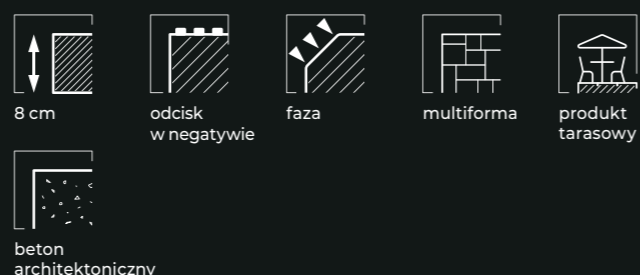 8 cm
odcisk
w negatywie
faza
multiforma
produkt
tarasowy
beton
architektoniczny